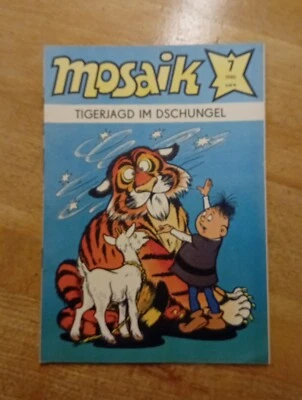 mosaik
7
TIGERJAGD IM DSCHUNGEL